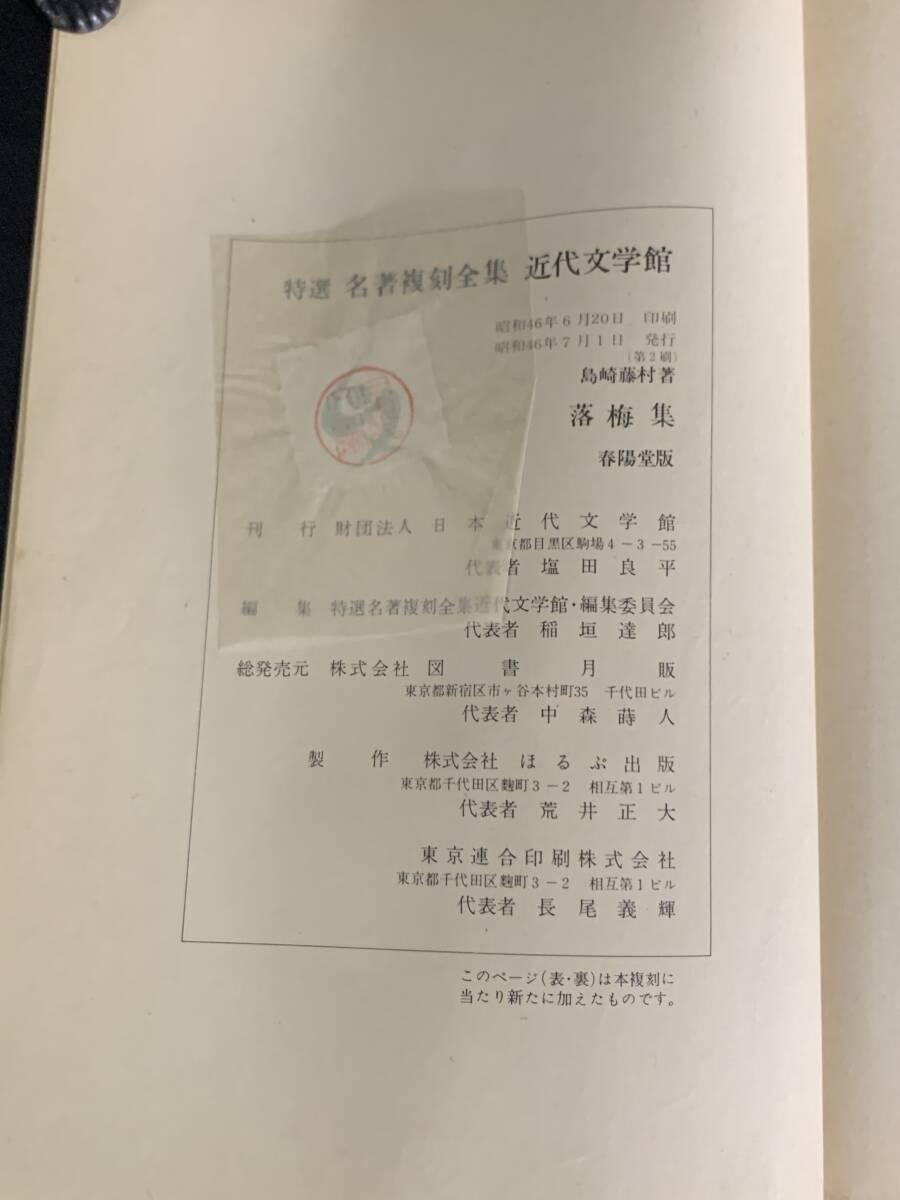 特選 名著複刻全集 近代文学館
昭和46年6月20日 印刷
昭和46年7月1日 発行
(第2刷)
島崎藤村著
落梅集
春陽堂版
刊行 財団法人 日本近代文学館
東京都目黒区駒場4-3-55
代表者 塩田良平
編集 特選名著複刻全集近代文学館・編集委員会
代表者 稲垣達郎
総発売元 株式会社 図書月販
東京都新宿区市ヶ谷本村町35 千代田ビル
代表者 中森蒔人
製作 株式会社 ほるぷ出版
東京都千代田区麴町3-2 相互第1ビル
代表者 荒井正大
東京連合印刷株式会社
東京都千代田区麴町3-2 相互第1ビル
代表者 長尾義輝
このページ(表・裏)は本複刻に
当たり新たに加えたものです。